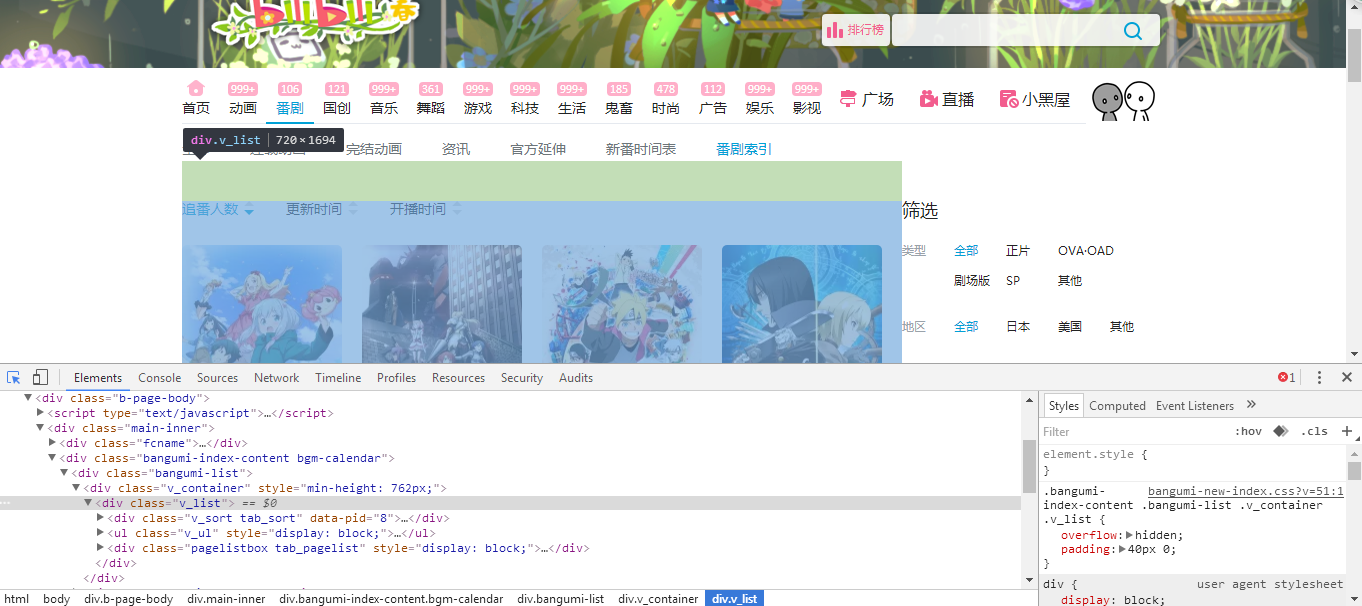 bilibili 春
排行榜
999+ 106 121 999+ 361 999+ 999+ 999+ 185 478 112 999+ 999+
首页 动画 番剧 国创 音乐 舞蹈 游戏 科技 生活 鬼畜 时尚 广告 娱乐 影视 广场 直播 小黑屋
div.v_list 720×1694
完结动画 资讯 官方延伸 新番时间表 番剧索引
追番人数 更新时间 开播时间 筛选
类型 全部 正片 OVA·OAD
剧场版 SP 其他
地区 全部 日本 美国 其他
Elements Console Sources Network Timeline Profiles Resources Security Audits 1
<div class="b-page-body">
<script type="text/javascript">…</script>
<div class="main-inner">
<div class="fcname">…</div>
<div class="bangumi-index-content bgm-calendar">
<div class="bangumi-list">
<div class="v_container" style="min-height: 762px;">
… <div class="v_list"> == $0
<div class="v_sort tab_sort" data-pid="8">…</div>
<ul class="v_ul" style="display: block;">…</ul>
<div class="pagelistbox tab_pagelist" style="display: block;">…</div>
</div>
</div>
html body div.b-page-body div.main-inner div.bangumi-index-content.bgm-calendar div.bangumi-list div.v_container div.v_list
Styles Computed Event Listeners »
Filter :hov .cls +
element.style {
}
.bangumi- bangumi-new-index.css?v=51:1
index-content .bangumi-list .v_container
.v_list {
overflow: hidden;
padding: 40px 0;
}
div { user agent stylesheet
display: block;